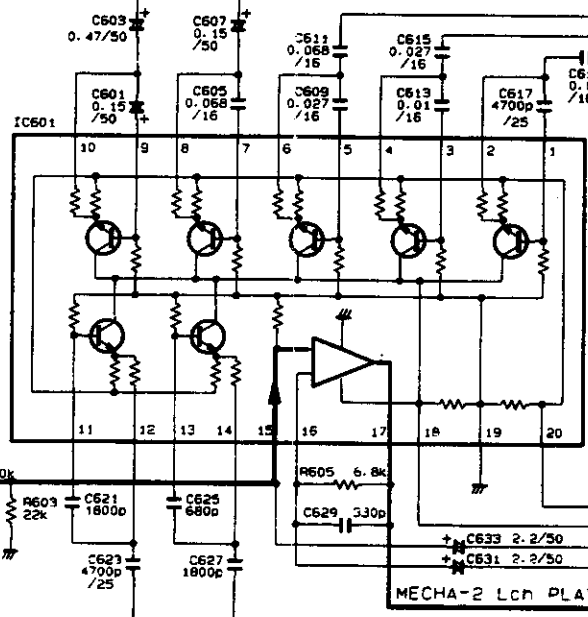 C603
0.47/50
C607
0.15
/50
C611
0.068
/16
C615
0.027
/16
C601
0.15
/50
C605
0.068
/16
C609
0.027
/16
C613
0.01
/16
C617
4700p
/25
IC601
10 9 8 7 6 5 4 3 2 1
11 12 13 14 15 16 17 18 19 20
R603
22k
C621
1800p
C625
680p
R605 6.8k
C629 330p
C623
4700p
/25
C627
1800p
+ C633 2.2/50
+ C631 2.2/50
MECHA-2 Lch PLA